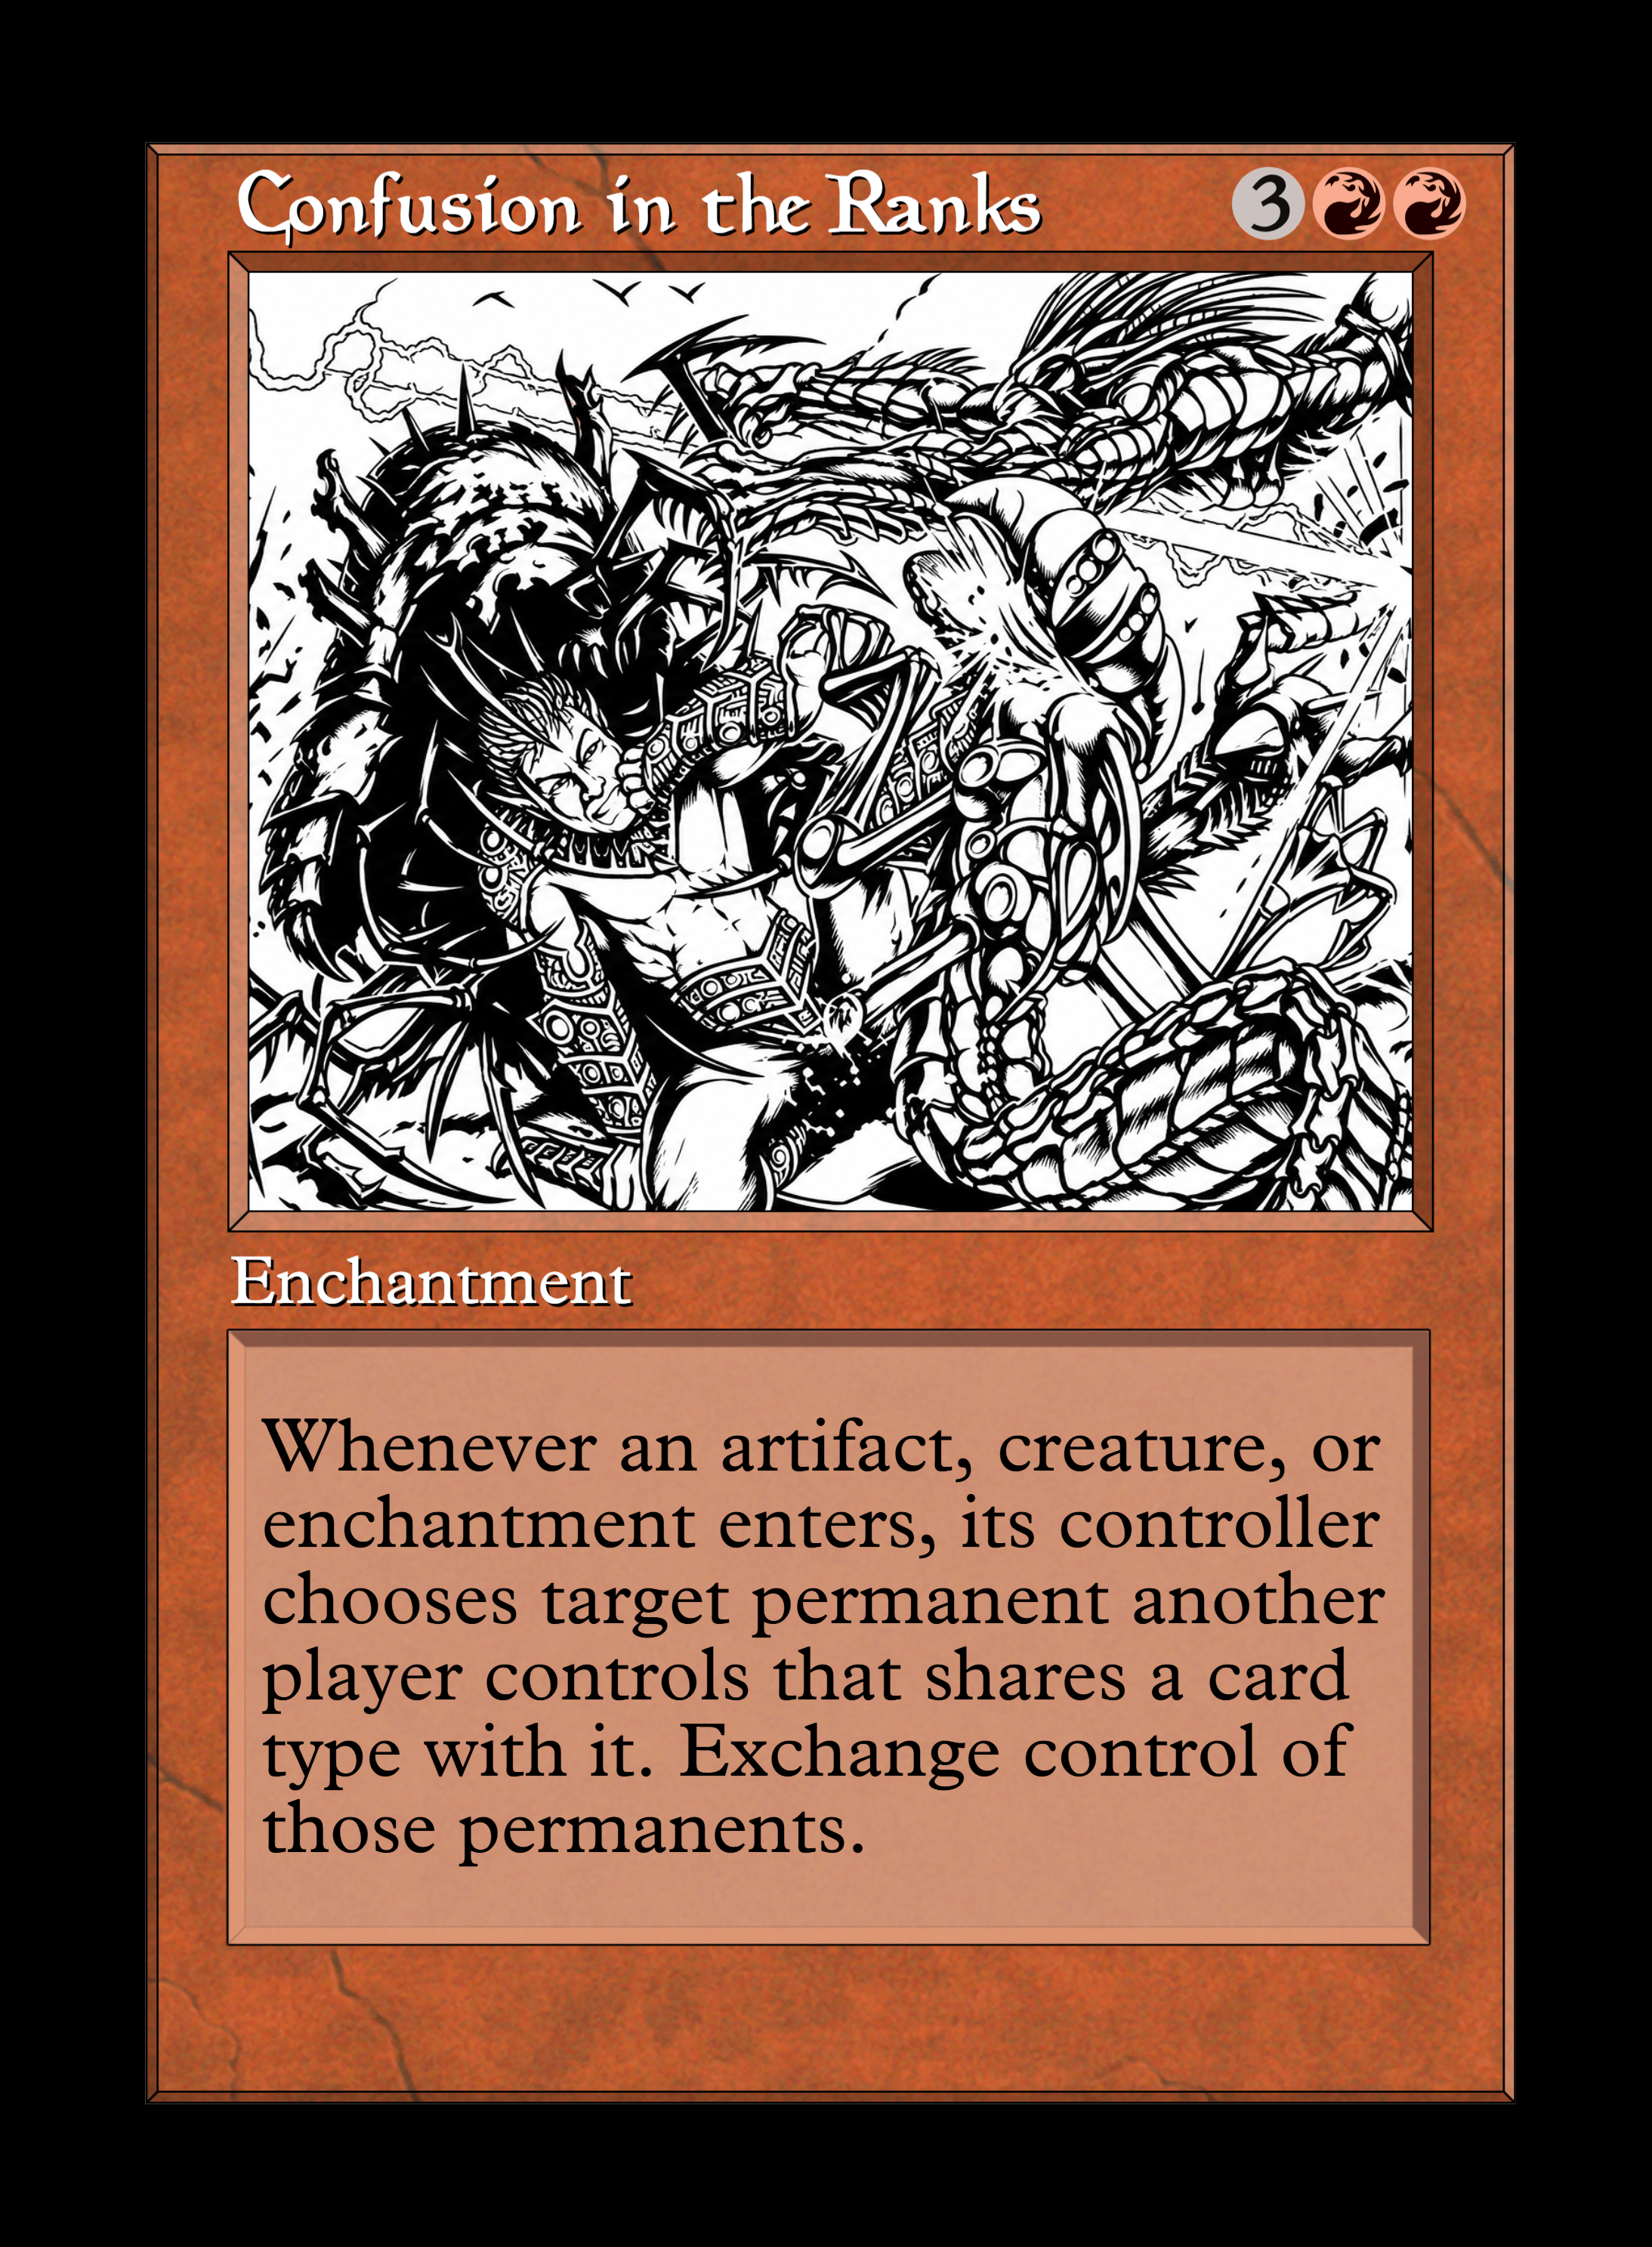 Confusion in the Ranks 3
Enchantment
Whenever an artifact, creature, or
enchantment enters, its controller
chooses target permanent another
player controls that shares a card
type with it. Exchange control of
those permanents.